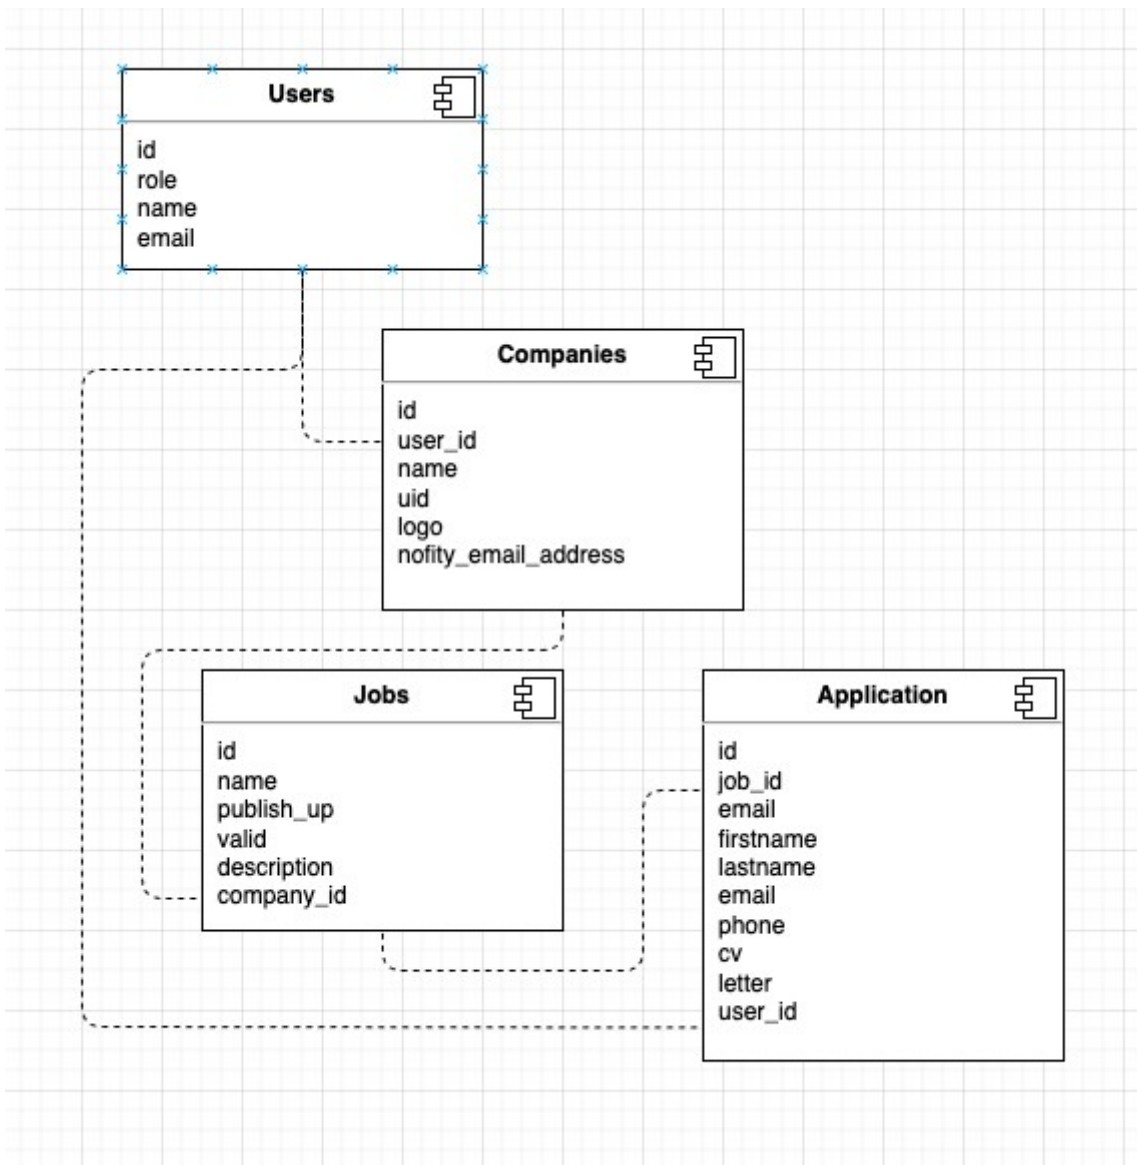 Users
id
role
name
email
Companies
id
user_id
name
uid
logo
nofity_email_address
Jobs
id
name
publish_up
valid
description
company_id
Application
id
job_id
email
firstname
lastname
email
phone
cv
letter
user_id